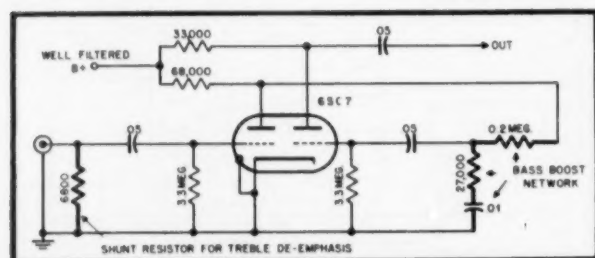 33,000
.05
OUT
WELL FILTERED
B+
68,000
6SC7
.05
.05
0.2 MEG.
6800
3.3 MEG.
3.3 MEG.
27,000
BASS BOOST
NETWORK
.01
SHUNT RESISTOR FOR TREBLE DE-EMPHASIS